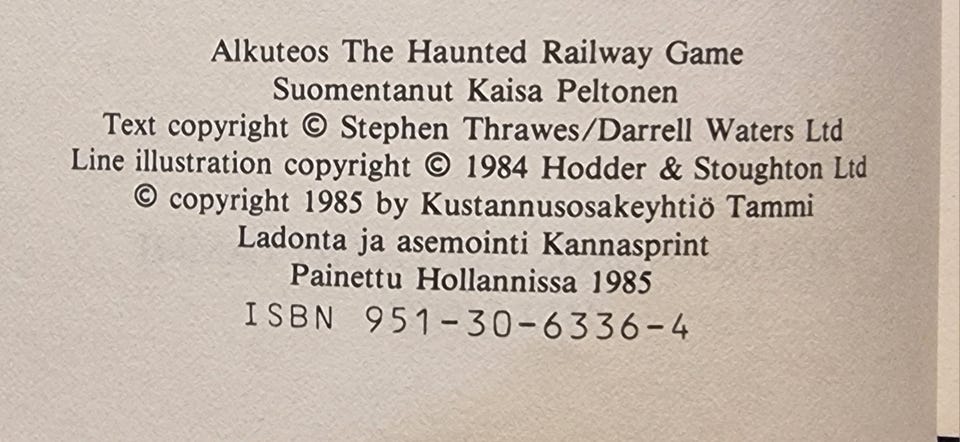 Alkuteos The Haunted Railway Game
Suomentanut Kaisa Peltonen
Text copyright © Stephen Thrawes/Darrell Waters Ltd
Line illustration copyright © 1984 Hodder & Stoughton Ltd
© copyright 1985 by Kustannusosakeyhtiö Tammi
Ladonta ja asemointi Kannasprint
Painettu Hollannissa 1985
ISBN 951-30-6336-4